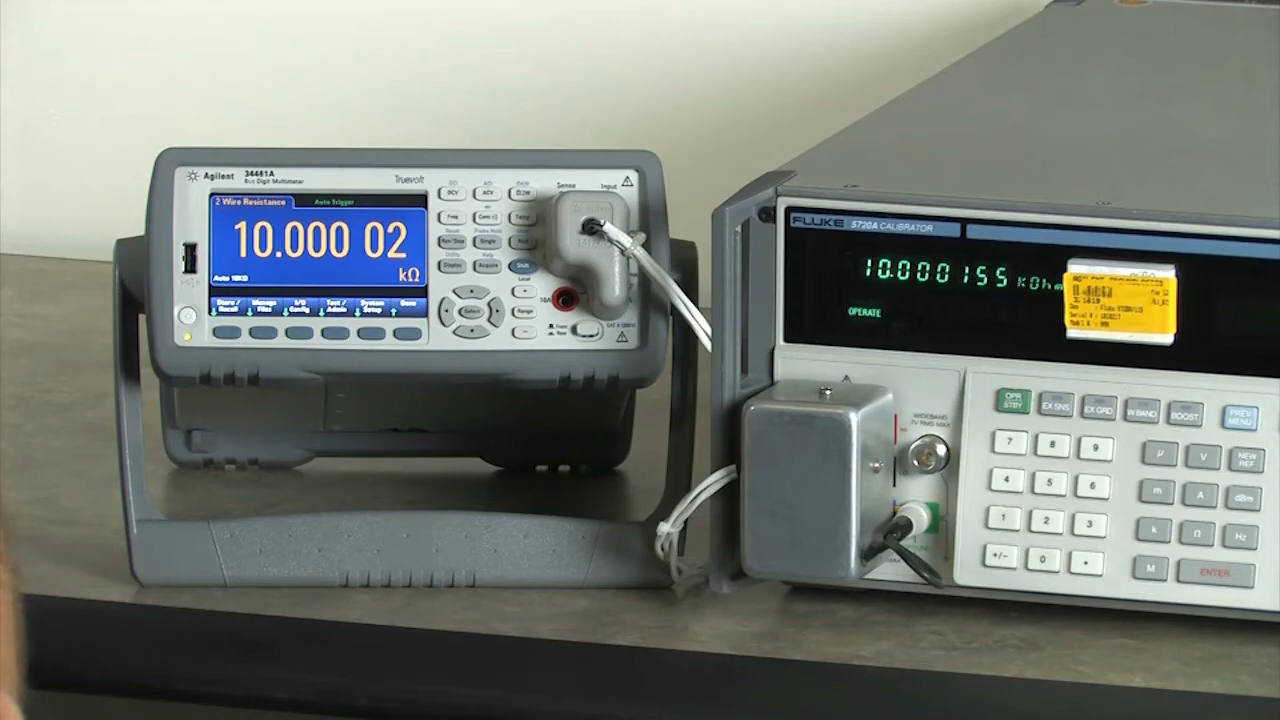 Agilent 34461A
6½ Digit Multimeter
Truevolt
2 Wire Resistance Auto Trigger
10.000 02
kΩ
Auto 10KΩ
Store / Recall
Manage Files
I/O Config
Test / Admin
System Setup
Done
DCV ACV Ω2W
Freq Cont Temp
Run/Stop Single Null
Display Acquire Shift
Local
+
Select
Range
−
Sense Input
10A
Front
Rear
FLUKE 5720A CALIBRATOR
10.000155 KOhm
OPERATE
WIDEBAND
7V RMS MAX
OPR STBY
EX SNS
EX GRD
W BAND
BOOST
PREV MENU
7 8 9
µ V NEW REF
4 5 6
m A dBm
1 2 3
k Ω Hz
+/− 0 •
M ENTER